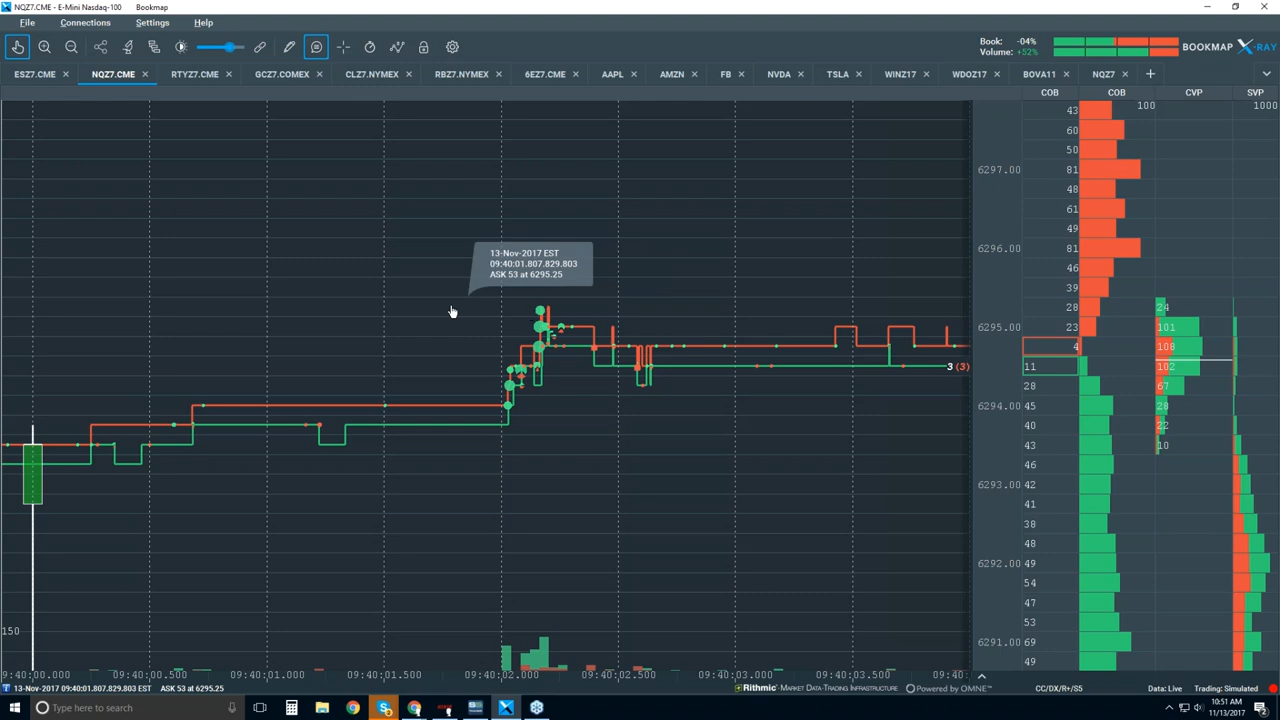 NQZ7.CME - E-Mini Nasdaq-100 Bookmap
File Connections Settings Help
Book: -04%
Volume: +52%
BOOKMAP X-RAY
ESZ7.CME × NQZ7.CME × RTYZ7.CME × GCZ7.COMEX × CLZ7.NYMEX × RBZ7.NYMEX × 6EZ7.CME × AAPL × AMZN × FB × NVDA × TSLA × WINZ17 × WDOZ17 × BOVA11 × NQZ7 × +
COB COB CVP SVP
43 100 1000
60
50
6297.00 81
48
61
49
6296.00 81
13-Nov-2017 EST
09:40:01.807.829.803
ASK 53 at 6295.25
46
39
28 24
6295.00 23 101
4 108
3 (3) 11 102
28 67
6294.00 45 28
40 22
43 10
46
6293.00 42
41
38
48
6292.00 49
54
47
53
150
6291.00 69
49
09:40:00.000 09:40:00.500 09:40:01.000 09:40:01.500 09:40:02.000 09:40:02.500 09:40:03.000 09:40:03.500 09:40:
13-Nov-2017 09:40:01.807.829.803 EST ASK 53 at 6295.25
Rithmic - MARKET DATA-TRADING INFRASTRUCTURE Powered by OMNE™ CC/DX/R+/S5 Data: Live Trading: Simulated
Type here to search
10:51 AM
11/13/2017